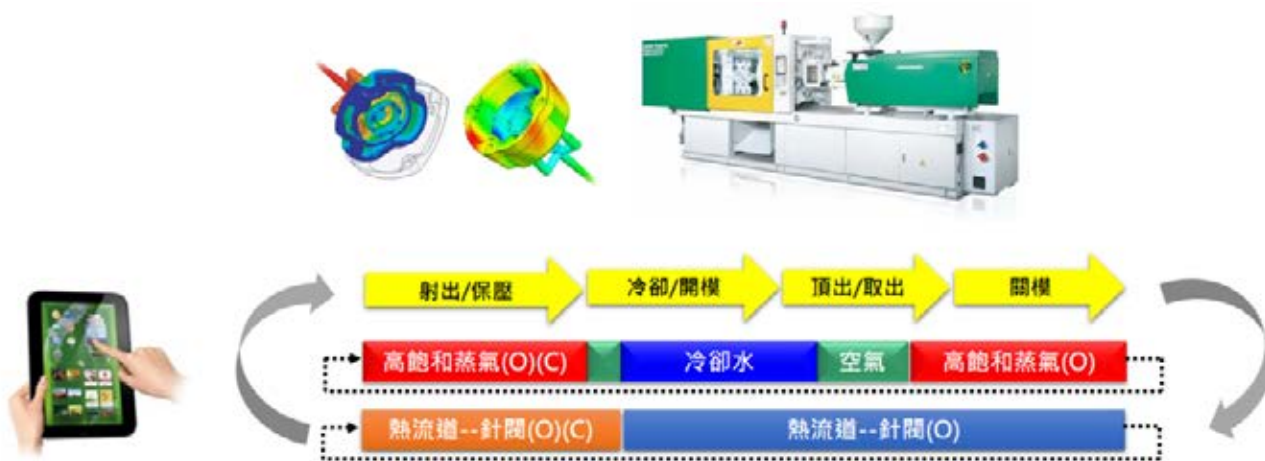 射出/保壓
冷卻/開模
頂出/取出
關模
高飽和蒸氣(O)(C)
冷卻水
空氣
高飽和蒸氣(O)
熱流道--針閥(O)(C)
熱流道--針閥(O)